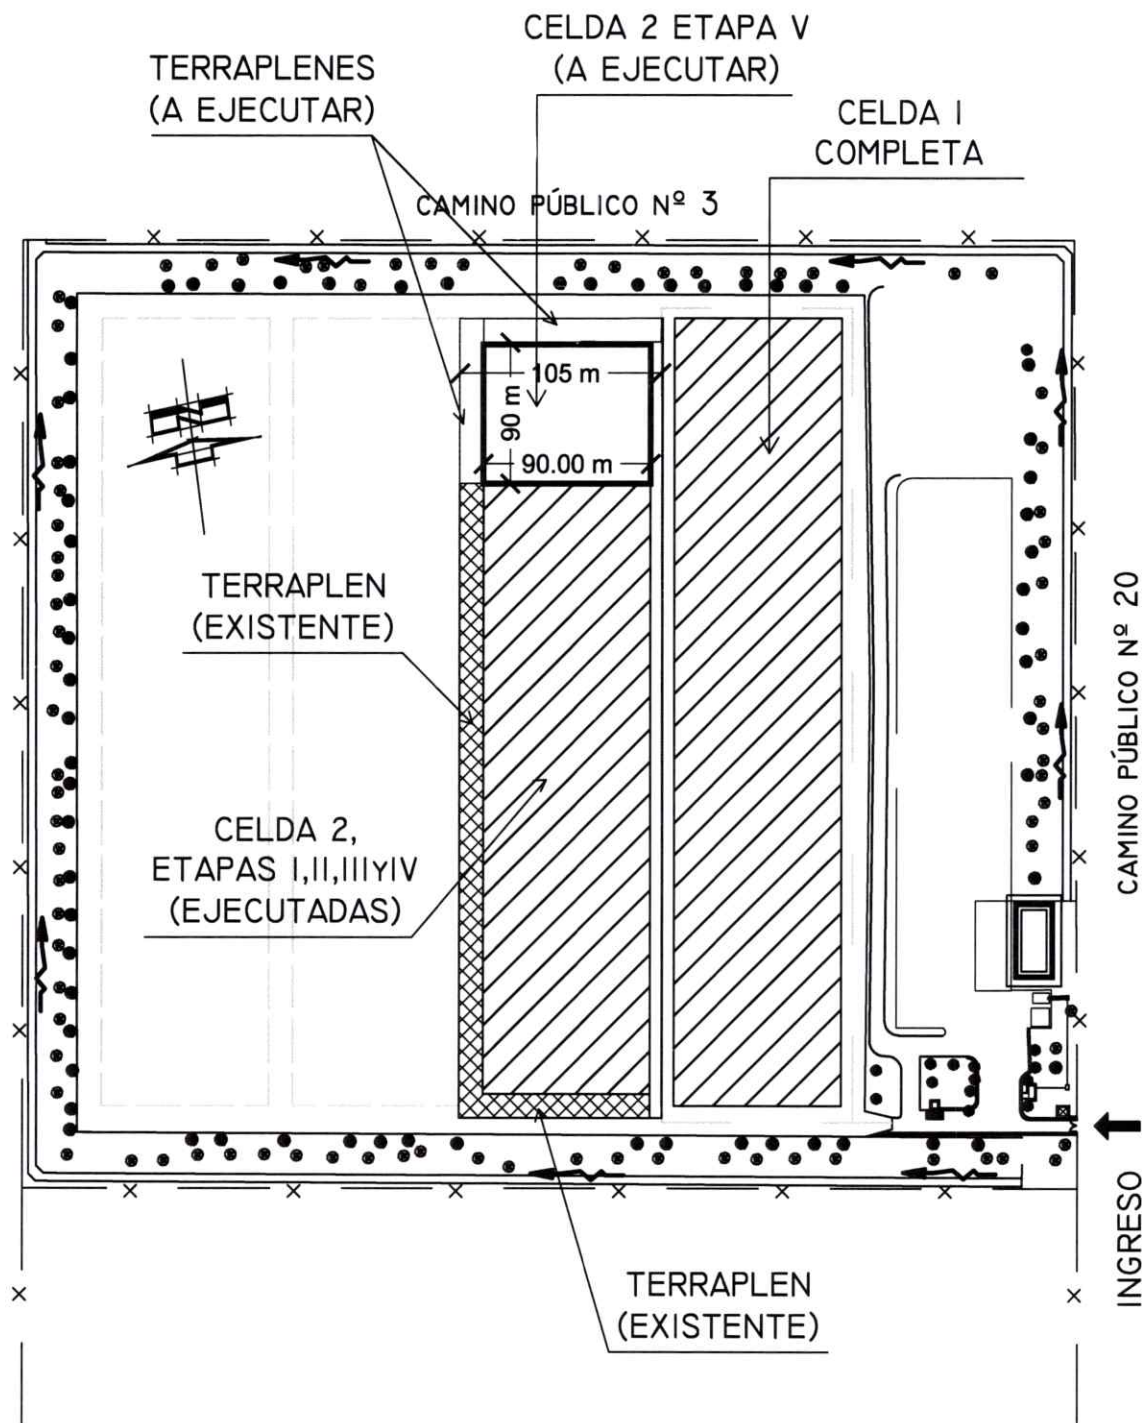 CELDA 2 ETAPA V
(A EJECUTAR)
TERRAPLENES
(A EJECUTAR)
CELDA I
COMPLETA
CAMINO PÚBLICO Nº 3
105 m
90 m
90.00 m
TERRAPLEN
(EXISTENTE)
CAMINO PÚBLICO Nº 20
CELDA 2,
ETAPAS I,II,IIIYIV
(EJECUTADAS)
INGRESO
TERRAPLEN
(EXISTENTE)